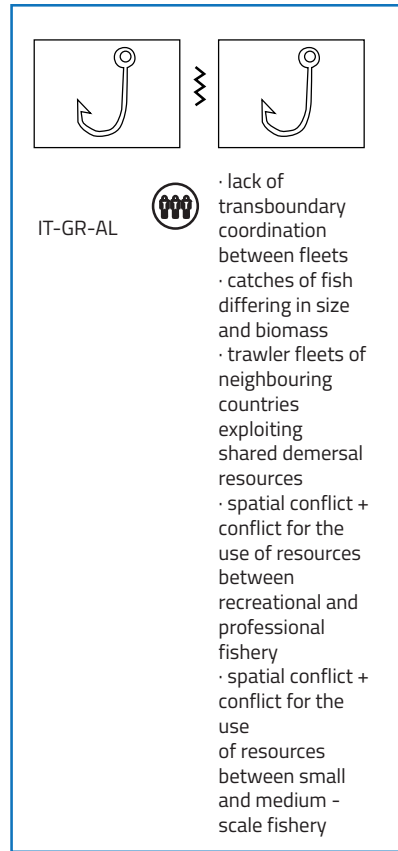 IT-GR-AL
· lack of
transboundary
coordination
between fleets
· catches of fish
differing in size
and biomass
· trawler fleets of
neighbouring
countries
exploiting
shared demersal
resources
· spatial conflict +
conflict for the
use of resources
between
recreational and
professional
fishery
· spatial conflict +
conflict for the
use
of resources
between small
and medium -
scale fishery